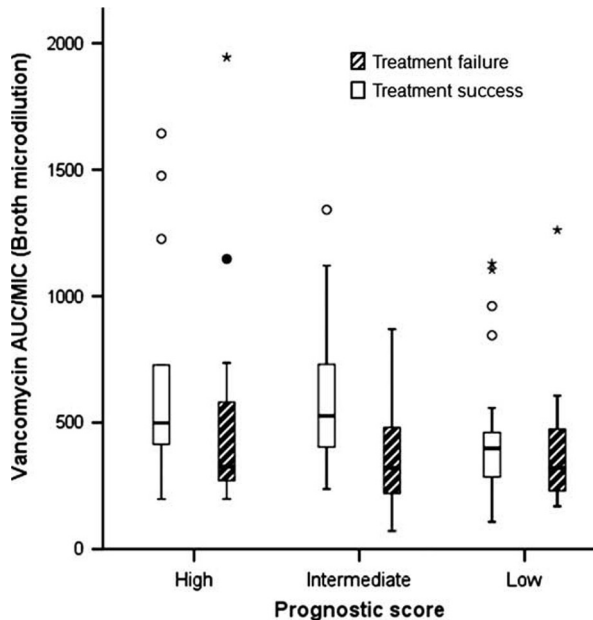 Vancomycin AUC/MIC (Broth microdilution)
2000
1500
1000
500
0
Treatment failure
Treatment success
High
Intermediate
Low
Prognostic score